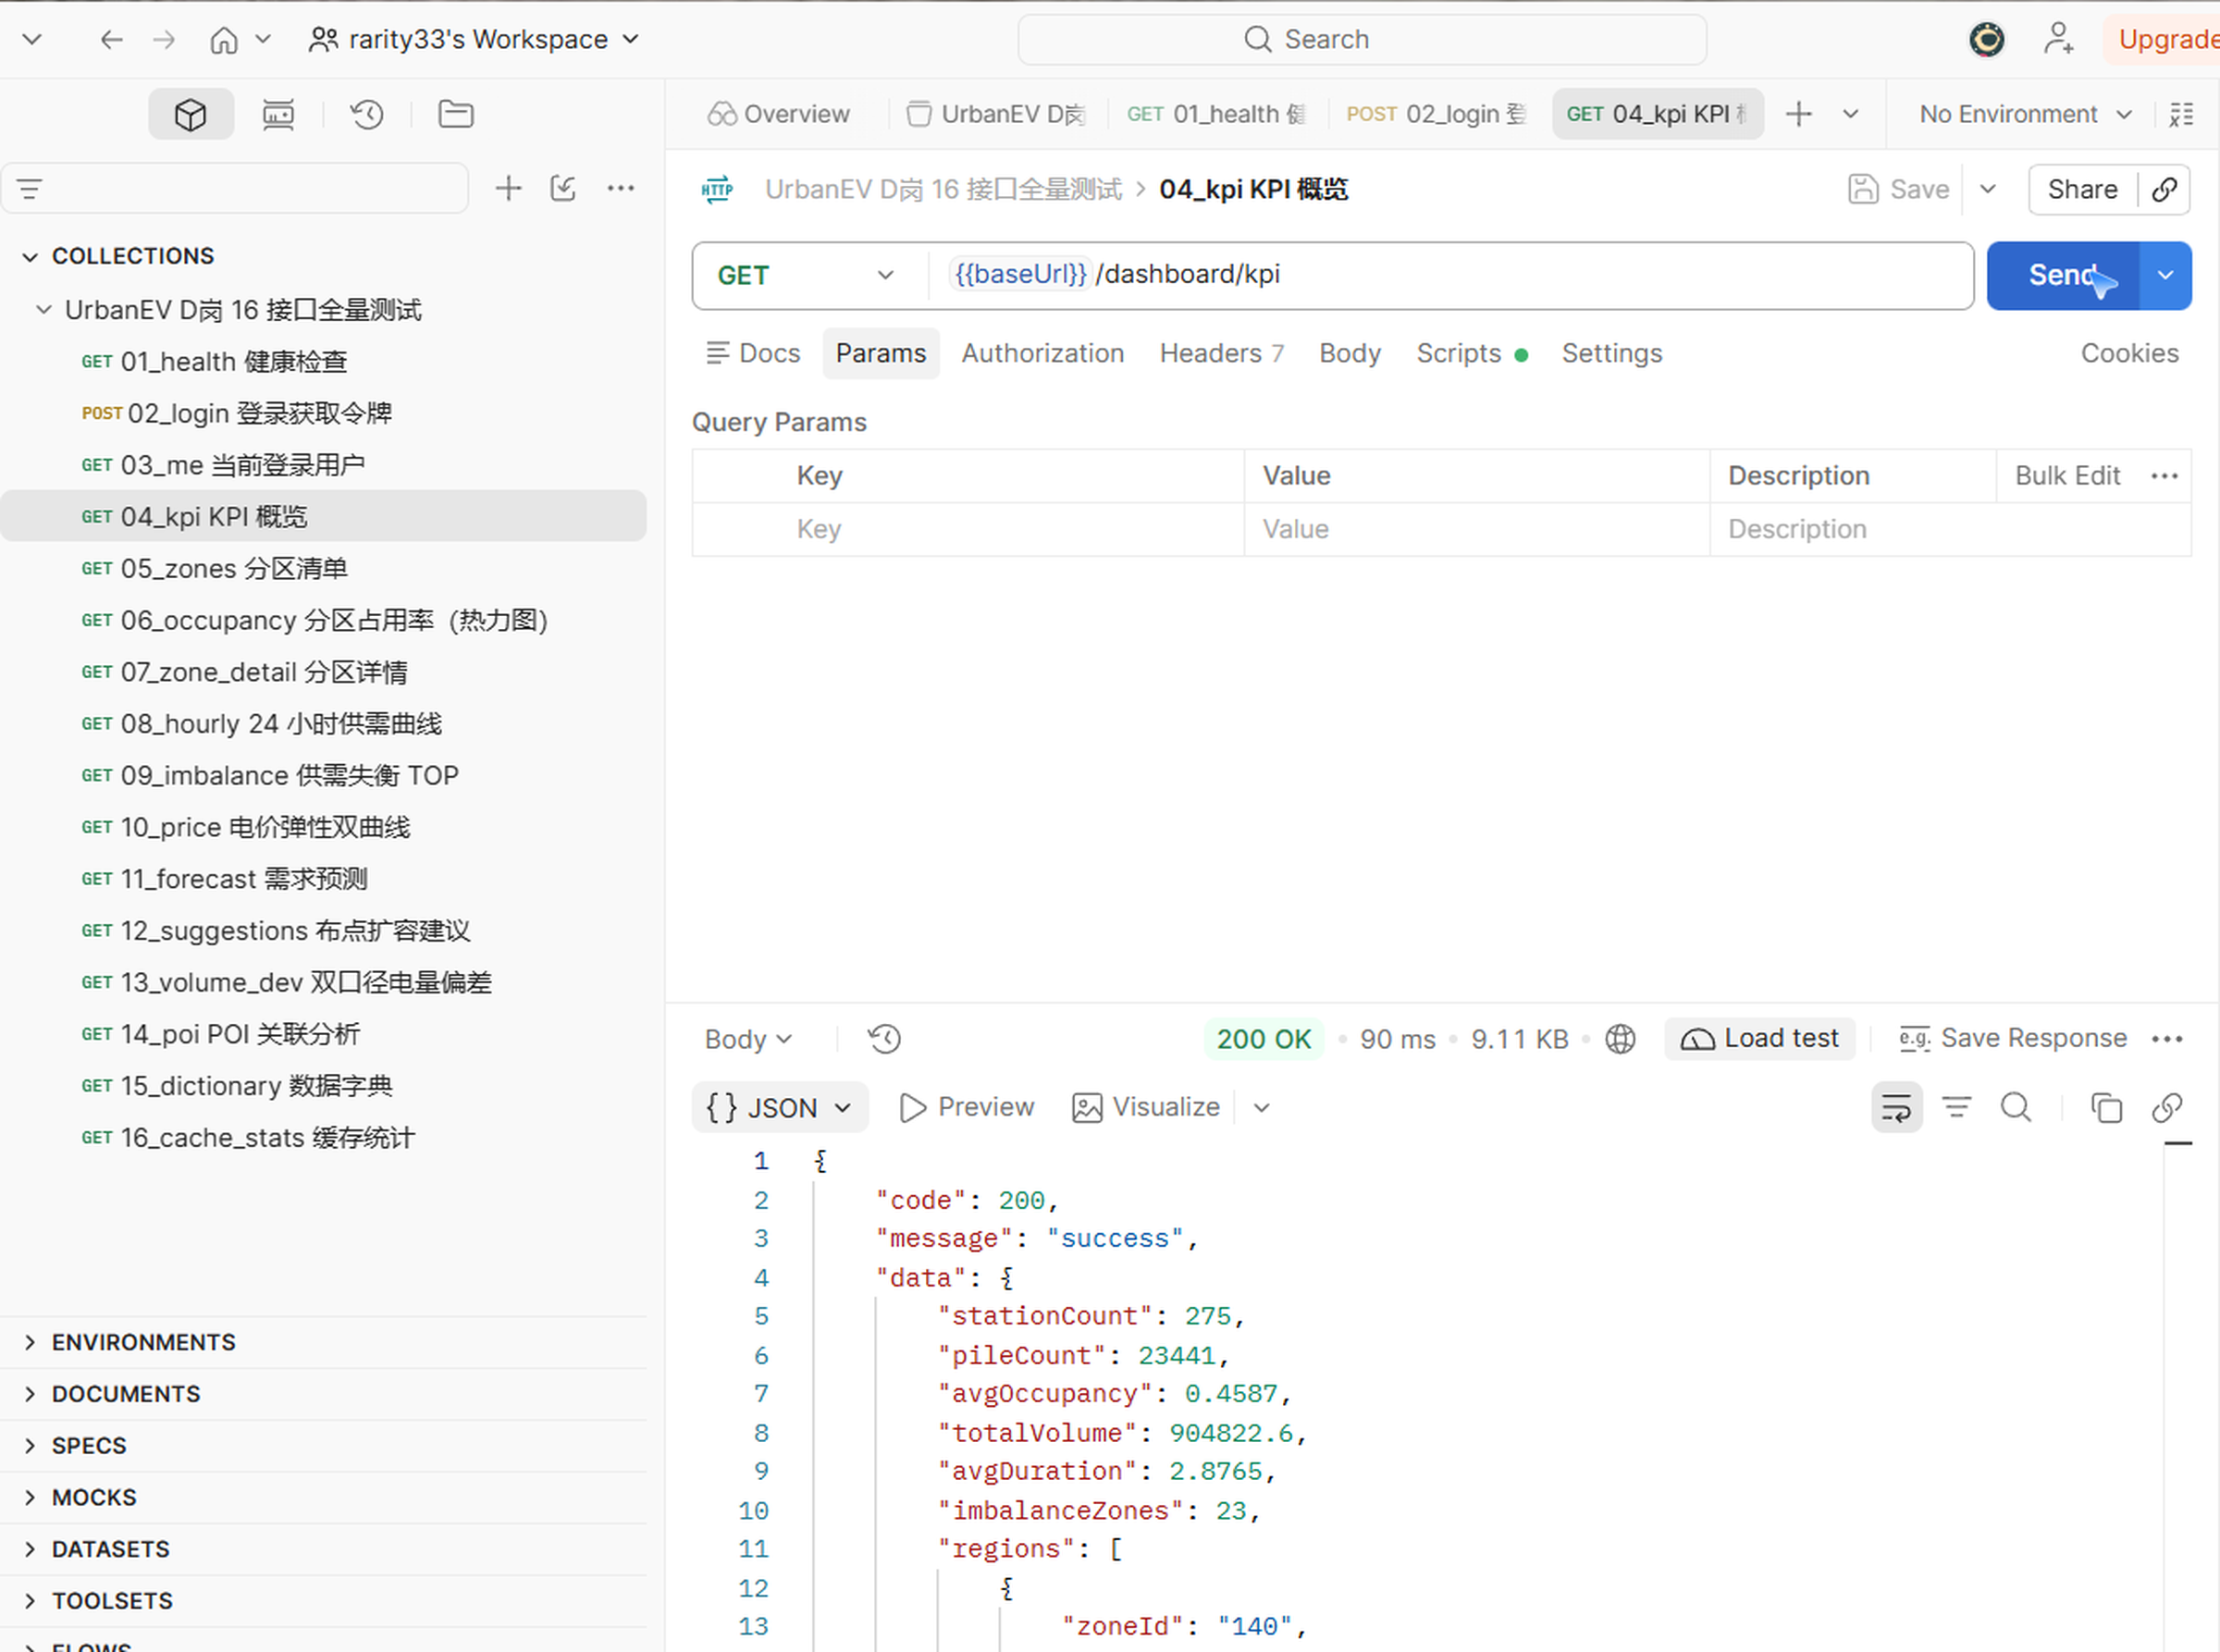 rarity33's Workspace
Search
Upgrade
Overview
UrbanEV D岗
GET 01_health 健
POST 02_login 登
GET 04_kpi KPI
No Environment
COLLECTIONS
UrbanEV D岗 16 接口全量测试
GET 01_health 健康检查
POST 02_login 登录获取令牌
GET 03_me 当前登录用户
GET 04_kpi KPI 概览
GET 05_zones 分区清单
GET 06_occupancy 分区占用率（热力图）
GET 07_zone_detail 分区详情
GET 08_hourly 24 小时供需曲线
GET 09_imbalance 供需失衡 TOP
GET 10_price 电价弹性双曲线
GET 11_forecast 需求预测
GET 12_suggestions 布点扩容建议
GET 13_volume_dev 双口径电量偏差
GET 14_poi POI 关联分析
GET 15_dictionary 数据字典
GET 16_cache_stats 缓存统计
ENVIRONMENTS
DOCUMENTS
SPECS
MOCKS
DATASETS
TOOLSETS
FLOWS
HTTP UrbanEV D岗 16 接口全量测试 > 04_kpi KPI 概览
Save
Share
GET {{baseUrl}}/dashboard/kpi
Send
Docs Params Authorization Headers 7 Body Scripts Settings Cookies
Query Params
Key Value Description Bulk Edit
Key Value Description
Body 200 OK 90 ms 9.11 KB Load test e.g. Save Response
{} JSON Preview Visualize
1 {
2 "code": 200,
3 "message": "success",
4 "data": {
5 "stationCount": 275,
6 "pileCount": 23441,
7 "avgOccupancy": 0.4587,
8 "totalVolume": 904822.6,
9 "avgDuration": 2.8765,
10 "imbalanceZones": 23,
11 "regions": [
12 {
13 "zoneId": "140",